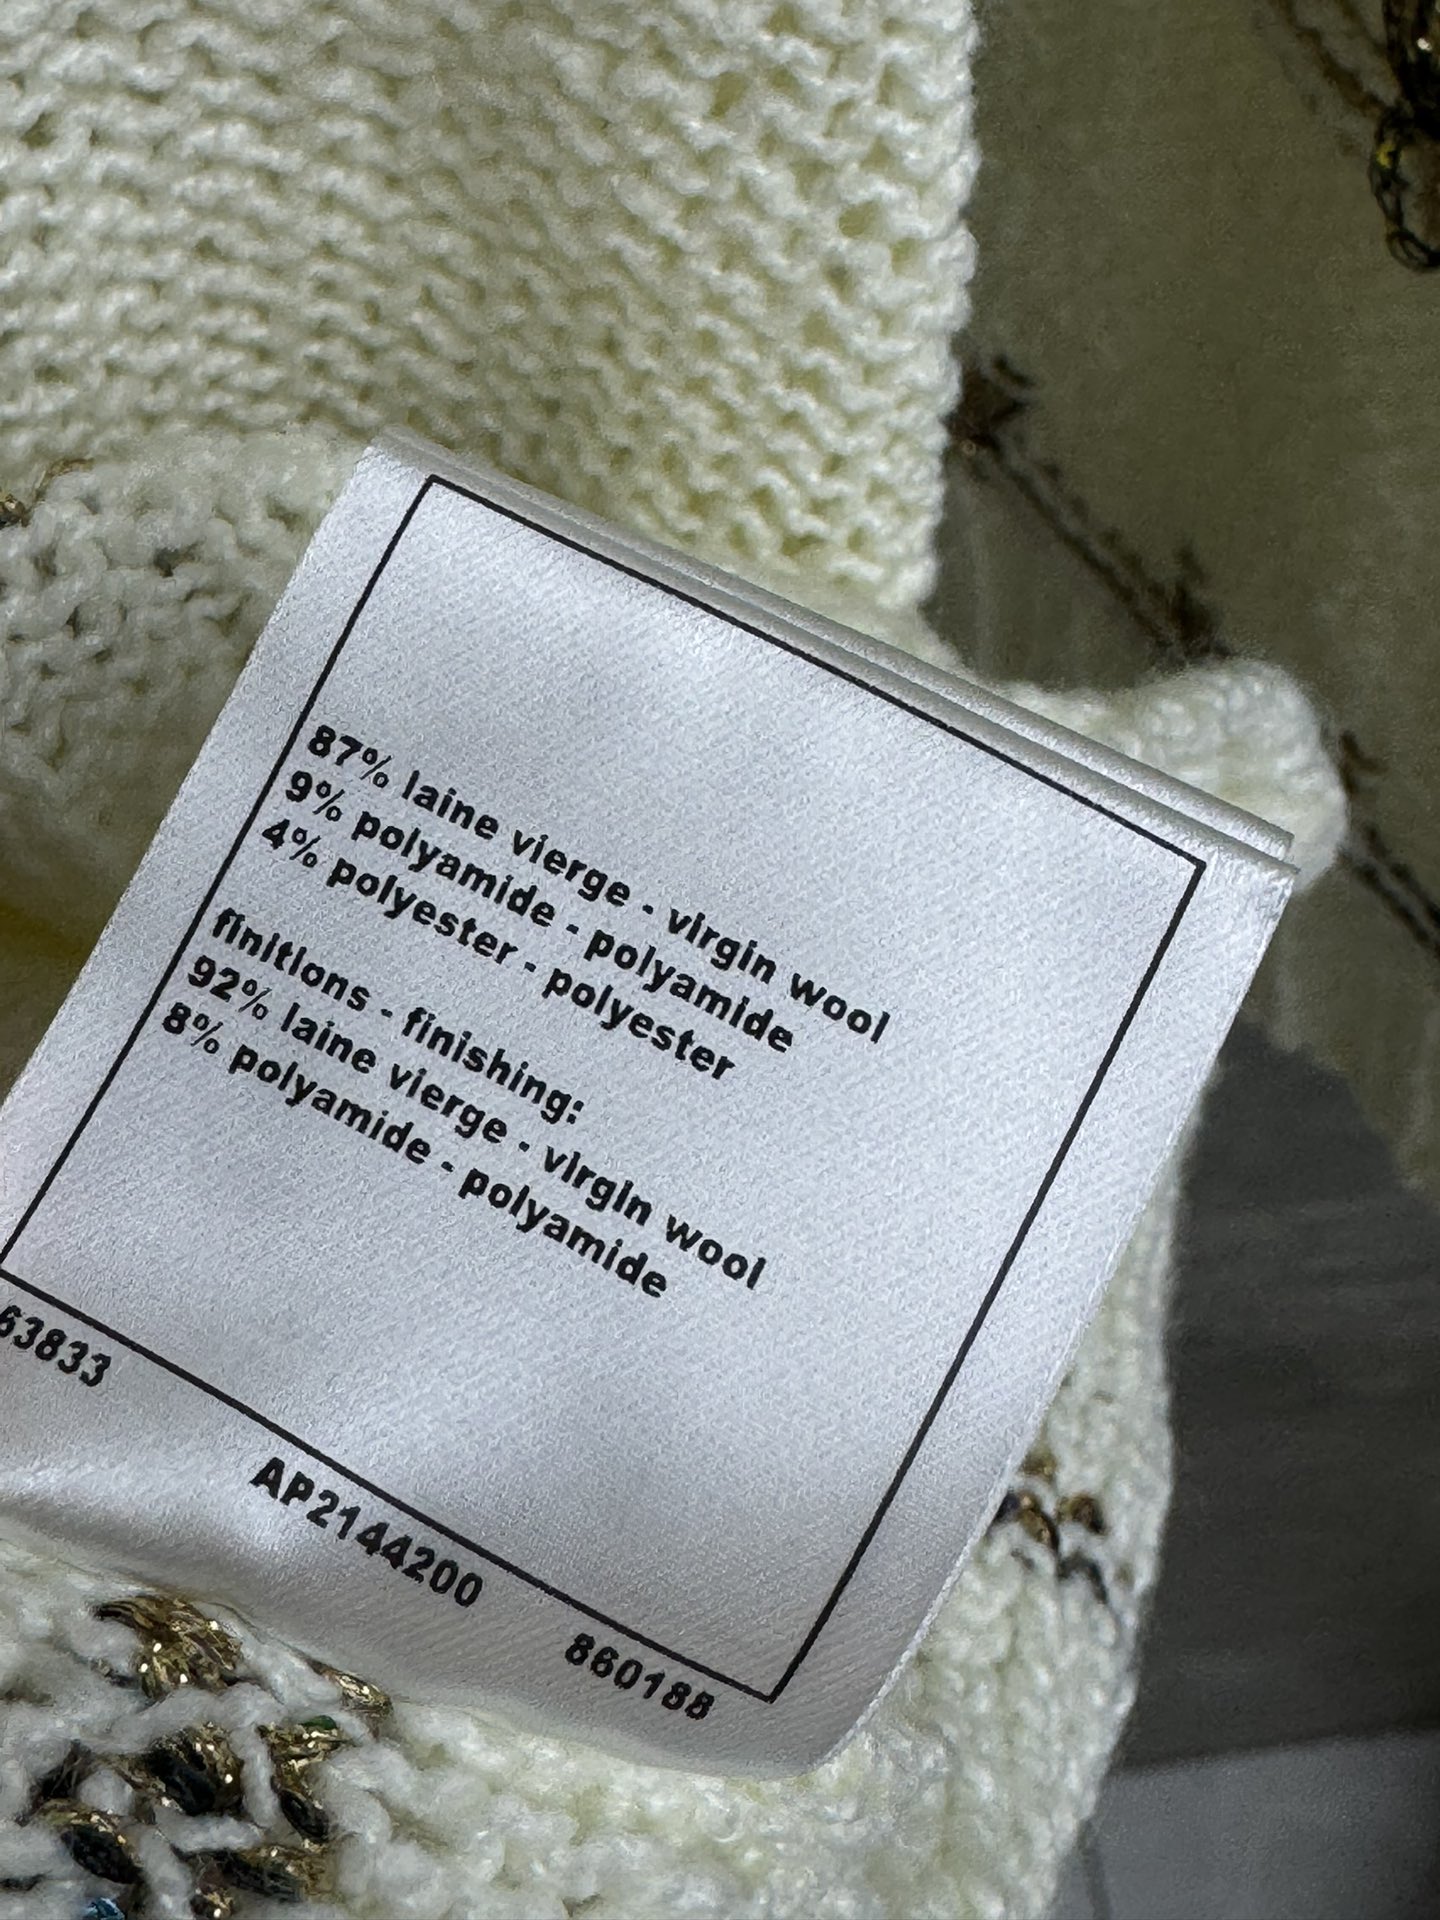 87% laine vierge - virgin wool
9% polyamide - polyamide
4% polyester - polyester
finitions - finishing:
92% laine vierge - virgin wool
8% polyamide - polyamide
63833
AP2144200
860188